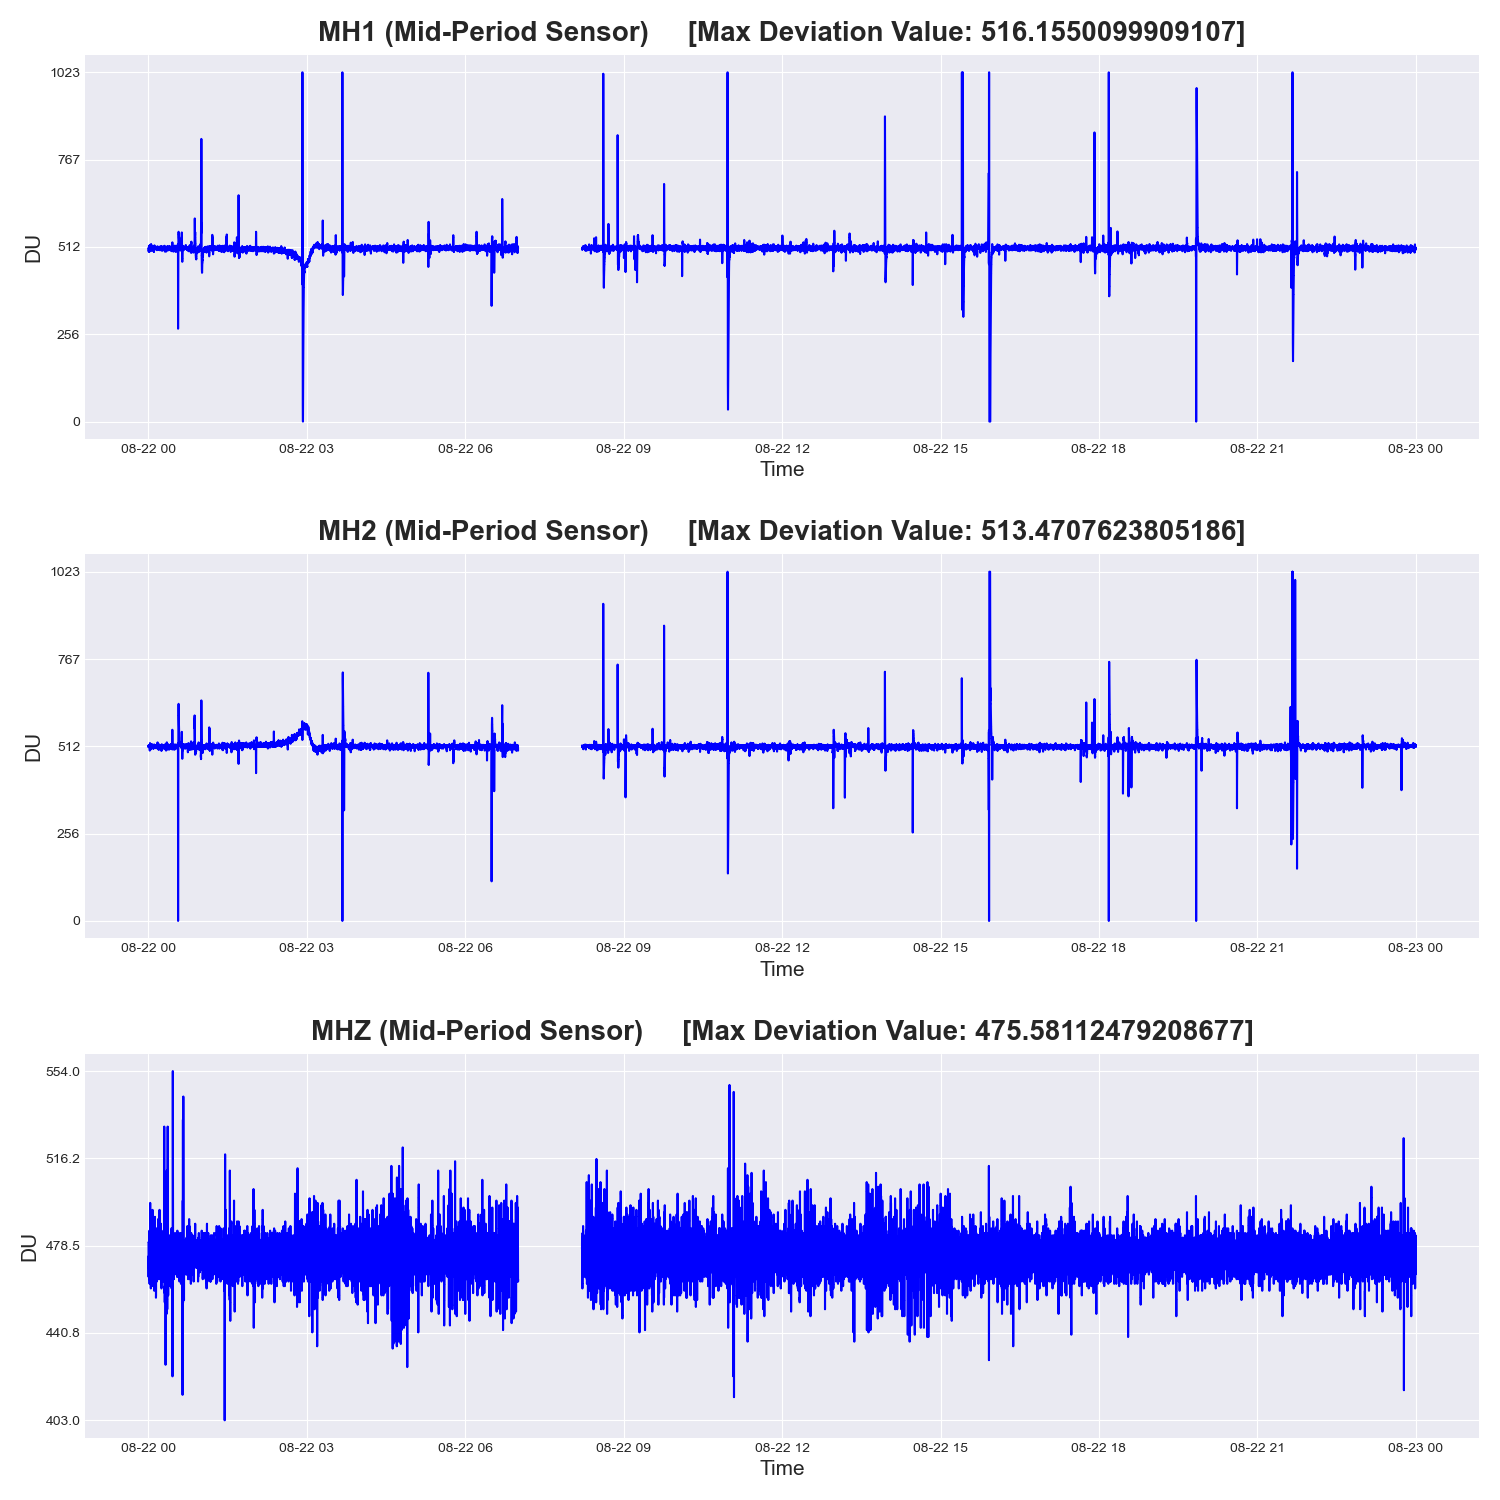 MH1 (Mid-Period Sensor) [Max Deviation Value: 516.1550099909107]
1023
767
512
256
0
DU
08-22 00 08-22 03 08-22 06 08-22 09 08-22 12 08-22 15 08-22 18 08-22 21 08-23 00
Time
MH2 (Mid-Period Sensor) [Max Deviation Value: 513.4707623805186]
1023
767
512
256
0
DU
08-22 00 08-22 03 08-22 06 08-22 09 08-22 12 08-22 15 08-22 18 08-22 21 08-23 00
Time
MHZ (Mid-Period Sensor) [Max Deviation Value: 475.58112479208677]
554.0
516.2
478.5
440.8
403.0
DU
08-22 00 08-22 03 08-22 06 08-22 09 08-22 12 08-22 15 08-22 18 08-22 21 08-23 00
Time